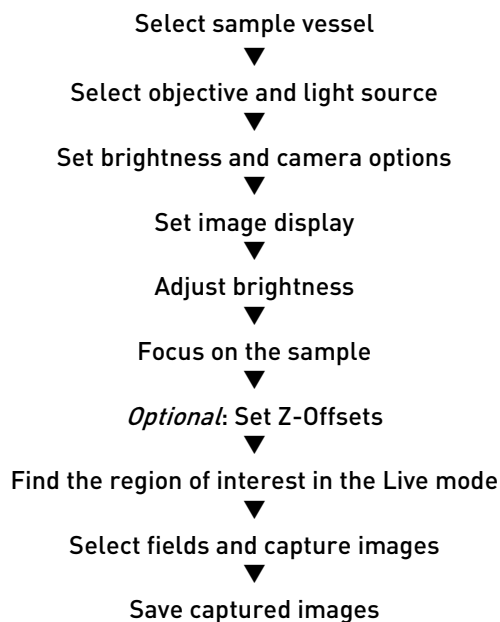 Select sample vessel
▼
Select objective and light source
▼
Set brightness and camera options
▼
Set image display
▼
Adjust brightness
▼
Focus on the sample
▼
Optional: Set Z-Offsets
▼
Find the region of interest in the Live mode
▼
Select fields and capture images
▼
Save captured images